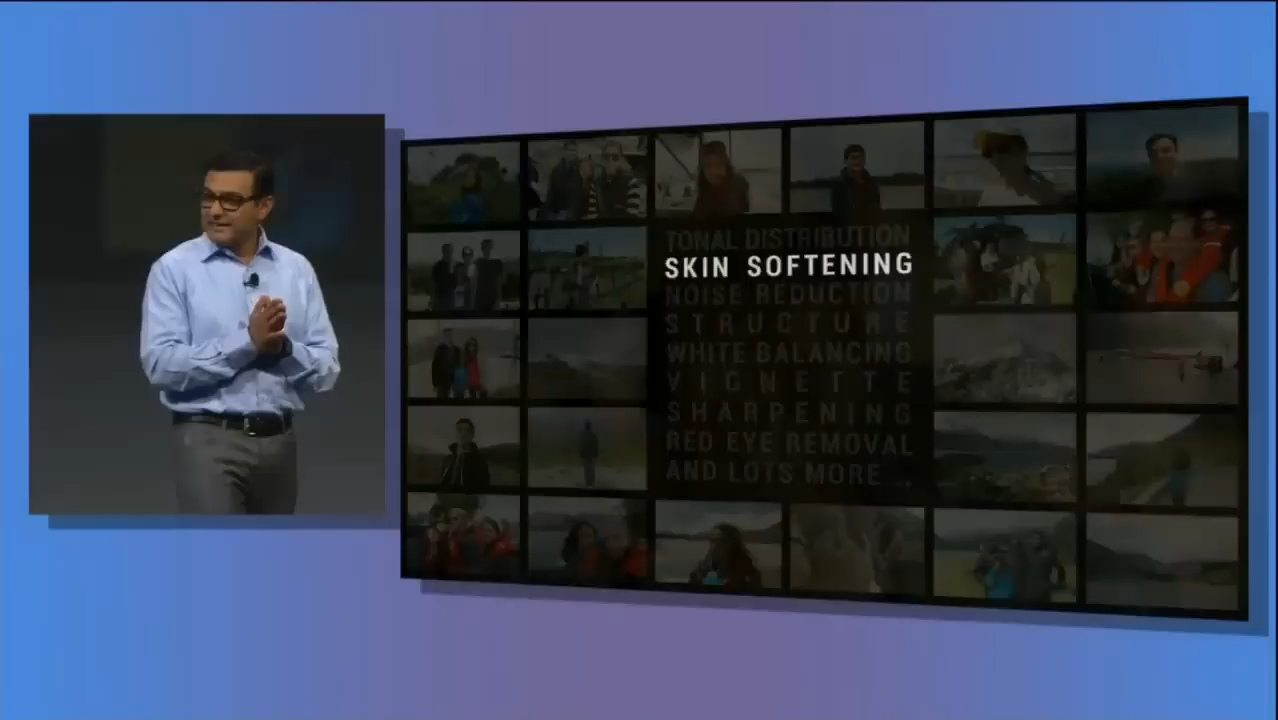 TONAL DISTRIBUTION
SKIN SOFTENING
NOISE REDUCTION
STRUCTURE
WHITE BALANCING
VIGNETTE
SHARPENING
RED EYE REMOVAL
AND LOTS MORE ...